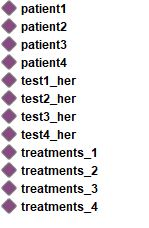 patient1
patient2
patient3
patient4
test1_her
test2_her
test3_her
test4_her
treatments_1
treatments_2
treatments_3
treatments_4